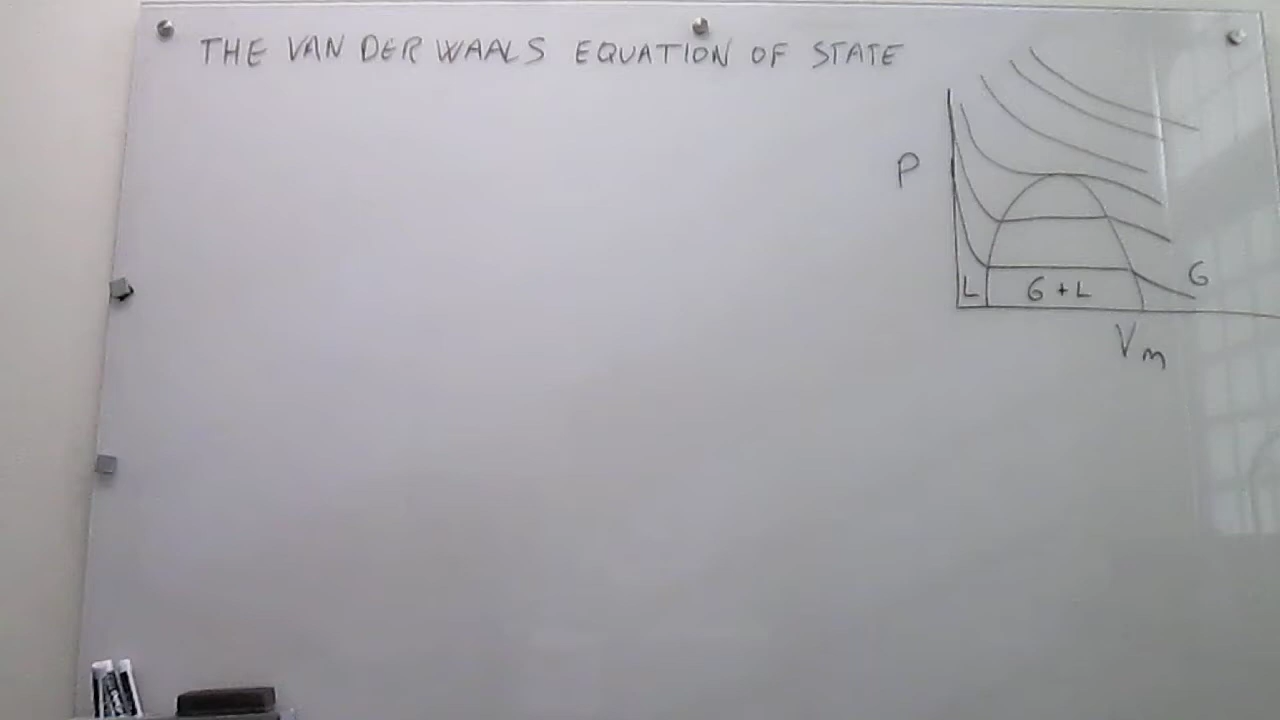 THE VAN DER WAALS EQUATION OF STATE
P
G
L G + L
Vm